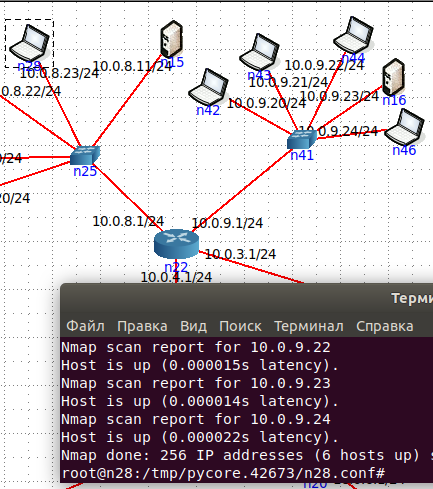 n28
n15
n44
10.0.8.23/24
10.0.8.11/24
n43
10.0.9.22/24
.8.22/24
10.0.9.21/24
n42
10.0.9.20/24
10.0.9.23/24
n16
10.0.9.24/24
n41
n46
0/24
n25
20/24
10.0.8.1/24
10.0.9.1/24
n22
10.0.3.1/24
10.0.4.1/24
Терми
Файл Правка Вид Поиск Терминал Справка
Nmap scan report for 10.0.9.22
Host is up (0.000015s latency).
Nmap scan report for 10.0.9.23
Host is up (0.000014s latency).
Nmap scan report for 10.0.9.24
Host is up (0.000022s latency).
Nmap done: 256 IP addresses (6 hosts up) s
root@n28:/tmp/pycore.42673/n28.conf#